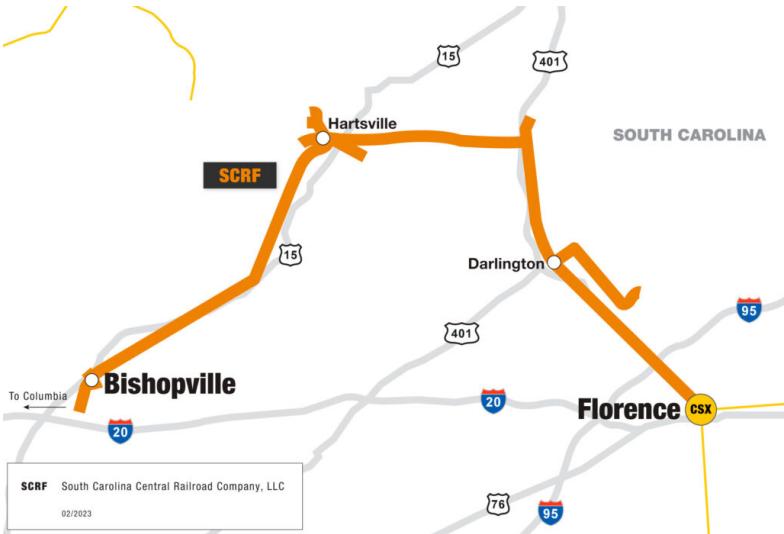 15
401
Hartsville
SOUTH CAROLINA
SCRF
15
Darlington
95
401
Bishopville
To Columbia
20
20
Florence
CSX
SCRF South Carolina Central Railroad Company, LLC
02/2023
76
95